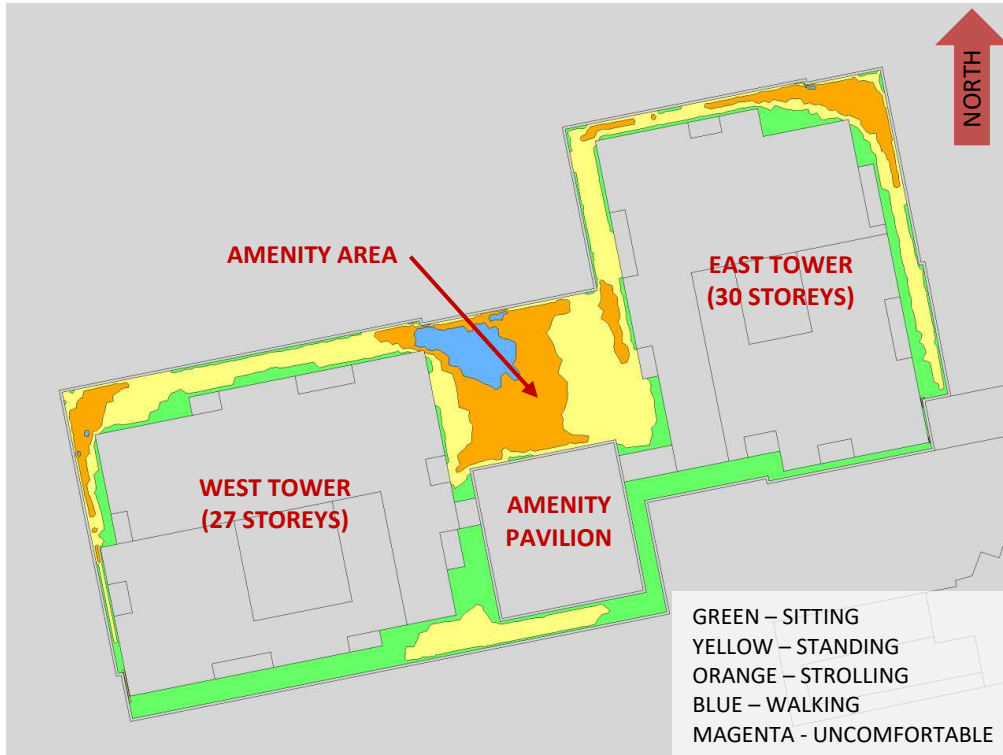 NORTH
AMENITY AREA
EAST TOWER
(30 STOREYS)
WEST TOWER
(27 STOREYS)
AMENITY
PAVILION
GREEN – SITTING
YELLOW – STANDING
ORANGE – STROLLING
BLUE – WALKING
MAGENTA - UNCOMFORTABLE